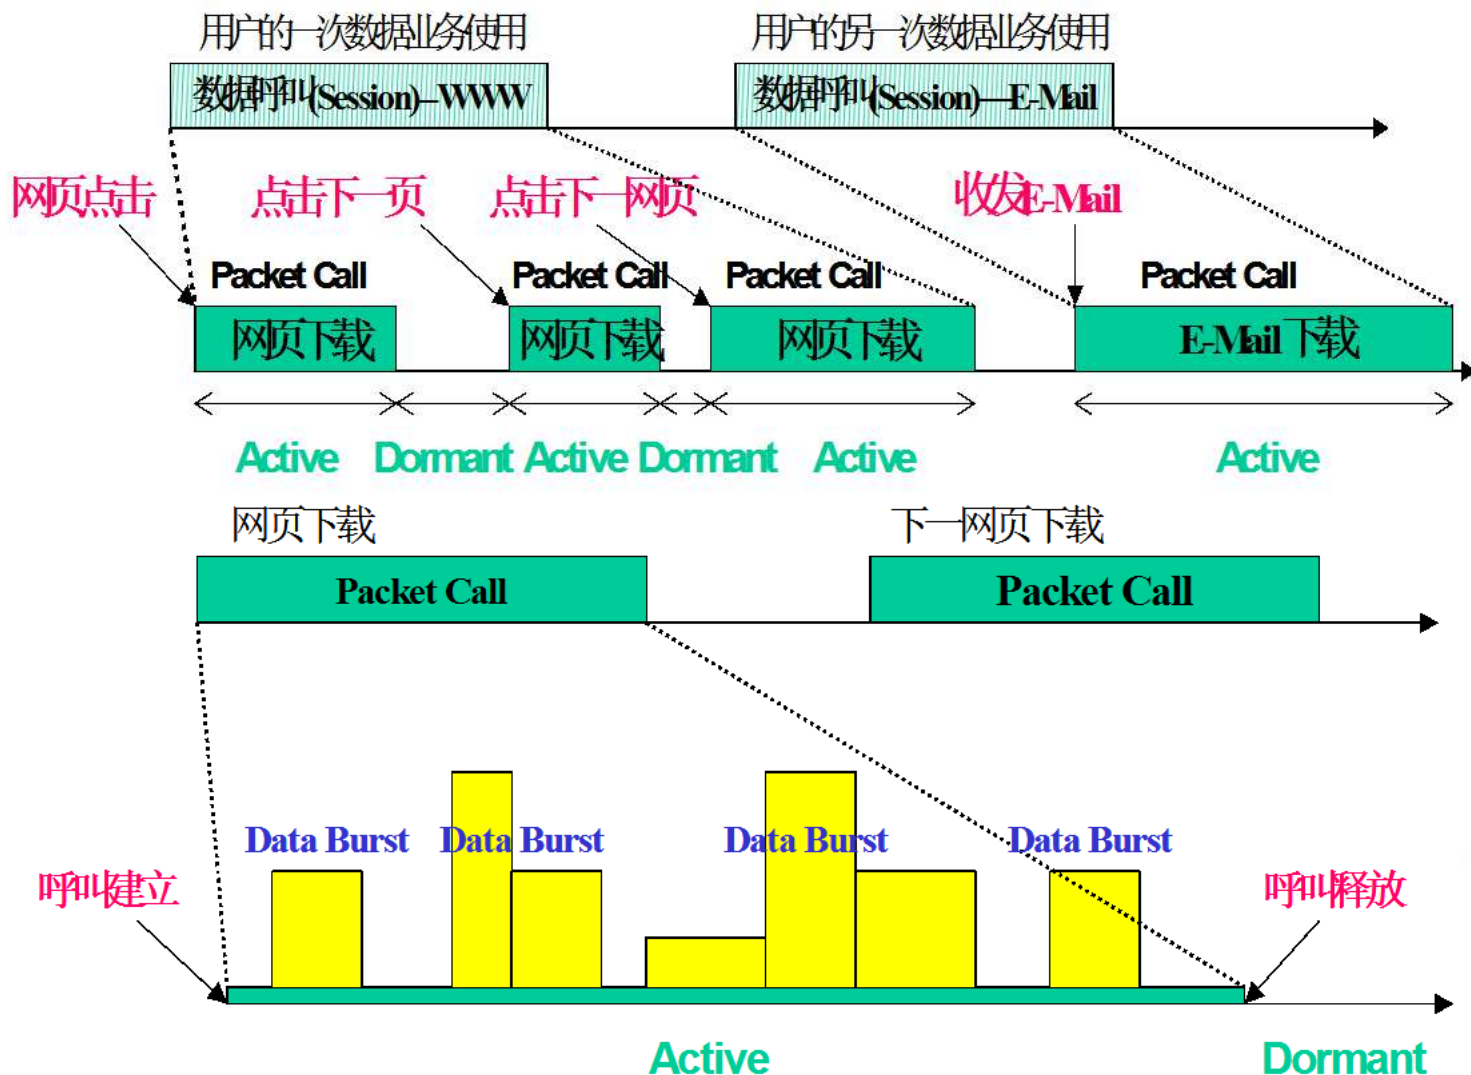 用户的一次数据业务使用
用户的另一次数据业务使用
数据呼叫(Session)–WWW
数据呼叫(Session)—E-Mail
网页点击
点击下一页
点击下一网页
收发E-Mail
Packet Call
Packet Call
Packet Call
Packet Call
网页下载
网页下载
网页下载
E-Mail 下载
Active
Dormant
Active
Dormant
Active
Active
网页下载
下一网页下载
Packet Call
Packet Call
Data Burst
Data Burst
Data Burst
Data Burst
呼叫建立
呼叫释放
Active
Dormant